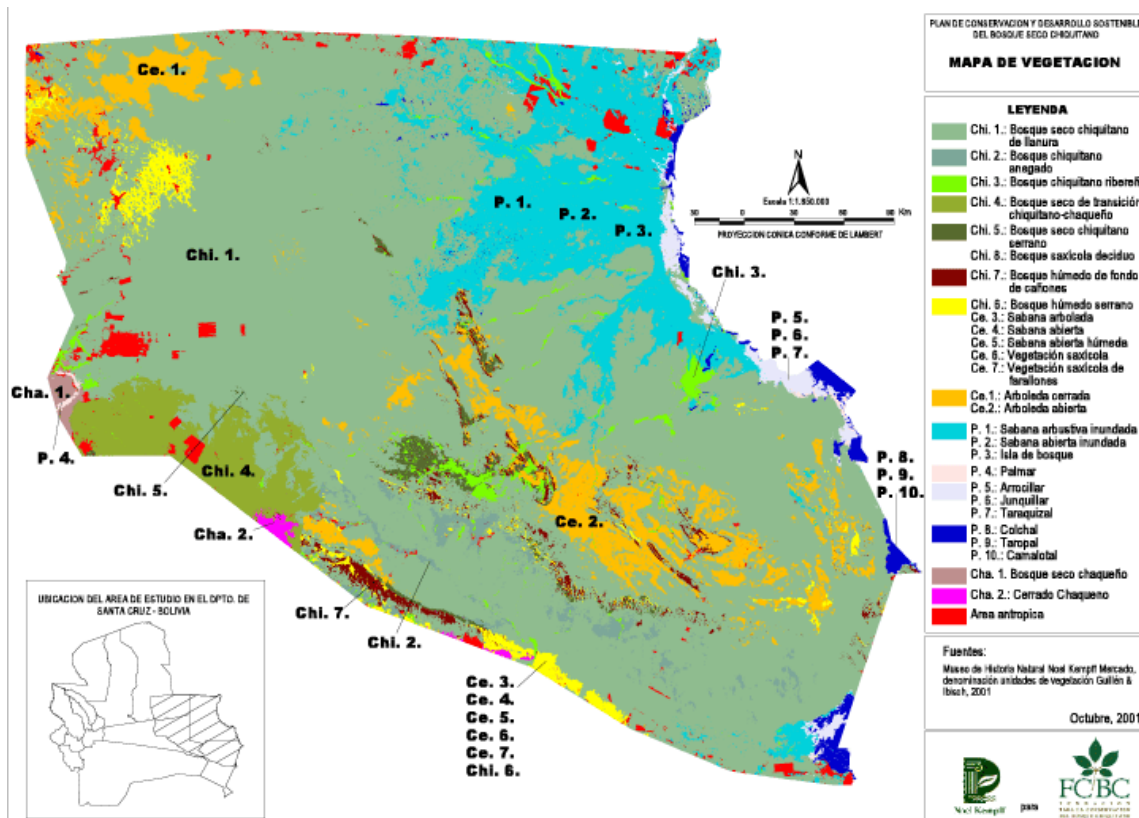 PLAN DE CONSERVACION Y DESARROLLO SOSTENIBLE
DEL BOSQUE SECO CHIQUITANO
MAPA DE VEGETACION
LEYENDA
Chi. 1.: Bosque seco chiquitano
de llanura
Chi. 2.: Bosque chiquitano
anegado
Chi. 3.: Bosque chiquitano ribereñ
Chi. 4.: Bosque seco de transición
chiquitano-chaqueño
Chi. 5.: Bosque seco chiquitano
serrano
Chi. 8.: Bosque saxícola deciduo
Chi. 7.: Bosque húmedo de fondo
de cañones
Chi. 6.: Bosque húmedo serrano
Ce. 3.: Sabana arbolada
Ce. 4.: Sabana abierta
Ce. 5.: Sabana abierta húmeda
Ce. 6.: Vegetación saxícola
Ce. 7.: Vegetación saxícola de
farallones
Ce.1.: Arboleda cerrada
Ce.2.: Arboleda abierta
P. 1.: Sabana arbustiva inundada
P. 2.: Sabana abierta inundada
P. 3.: Isla de bosque
P. 4.: Palmar
P. 5.: Arrocillar
P. 6.: Junquillar
P. 7.: Taraquizal
P. 8.: Colchal
P. 9.: Taropal
P. 10.: Camalotal
Cha. 1. Bosque seco chaqueño
Cha. 2.: Cerrado Chaqueno
Area antropica
Fuentes:
Museo de Historia Natural Noel Kempff Mercado,
denominación unidades de vegetación Guillén &
Ibisch, 2001
Octubre, 2001
Noel Kempff
para
FCBC
FUNDACION
N
Escala 1:1.650.000
30 0 30 60 90 Km
PROYECCION CONICA CONFORME DE LAMBERT
Ce. 1.
Chi. 1.
P. 1.
P. 2.
P. 3.
Chi. 3.
P. 5.
P. 6.
P. 7.
Cha. 1.
P. 4.
Chi. 4.
Chi. 5.
P. 8.
P. 9.
P. 10.
Cha. 2.
Ce. 2.
Chi. 7.
Chi. 2.
Ce. 3.
Ce. 4.
Ce. 5.
Ce. 6.
Ce. 7.
Chi. 6.
UBICACION DEL AREA DE ESTUDIO EN EL DPTO. DE
SANTA CRUZ - BOLIVIA